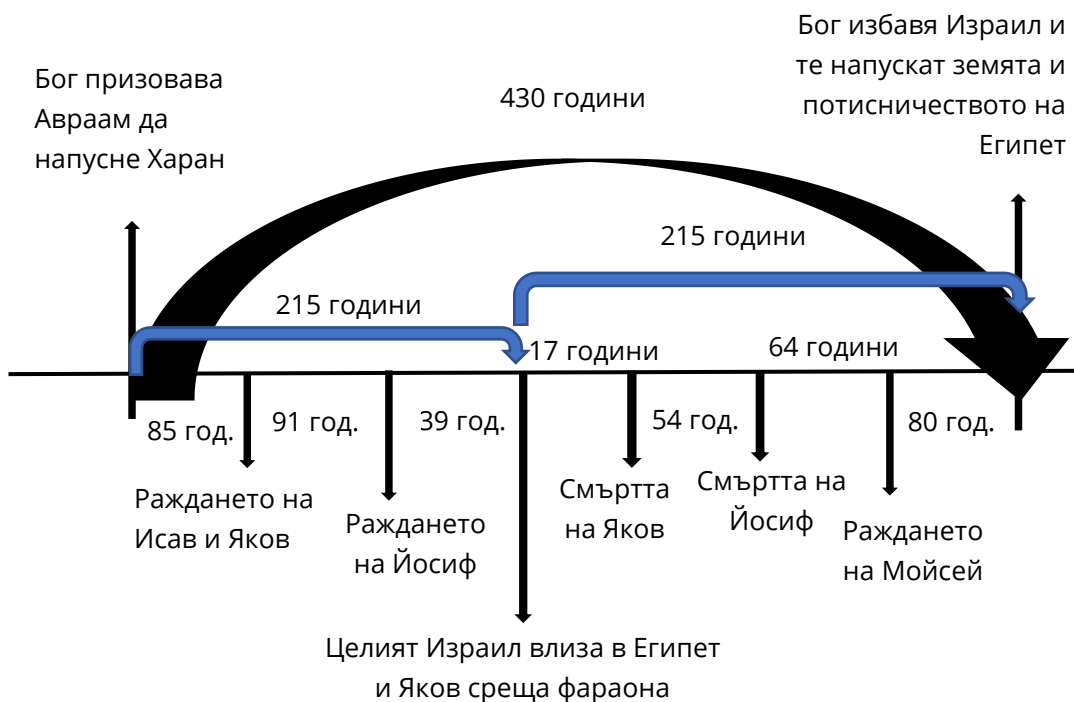 Бог призовава
Авраам да
напусне Харан
430 години
Бог избавя Израил и
те напускат земята и
потисничеството на
Египет
215 години
215 години
17 години
64 години
85 год.
91 год.
39 год.
54 год.
80 год.
Раждането на
Исав и Яков
Раждането
на Йосиф
Смъртта
на Яков
Смъртта на
Йосиф
Раждането
на Мойсей
Целият Израил влиза в Египет
и Яков среща фараона